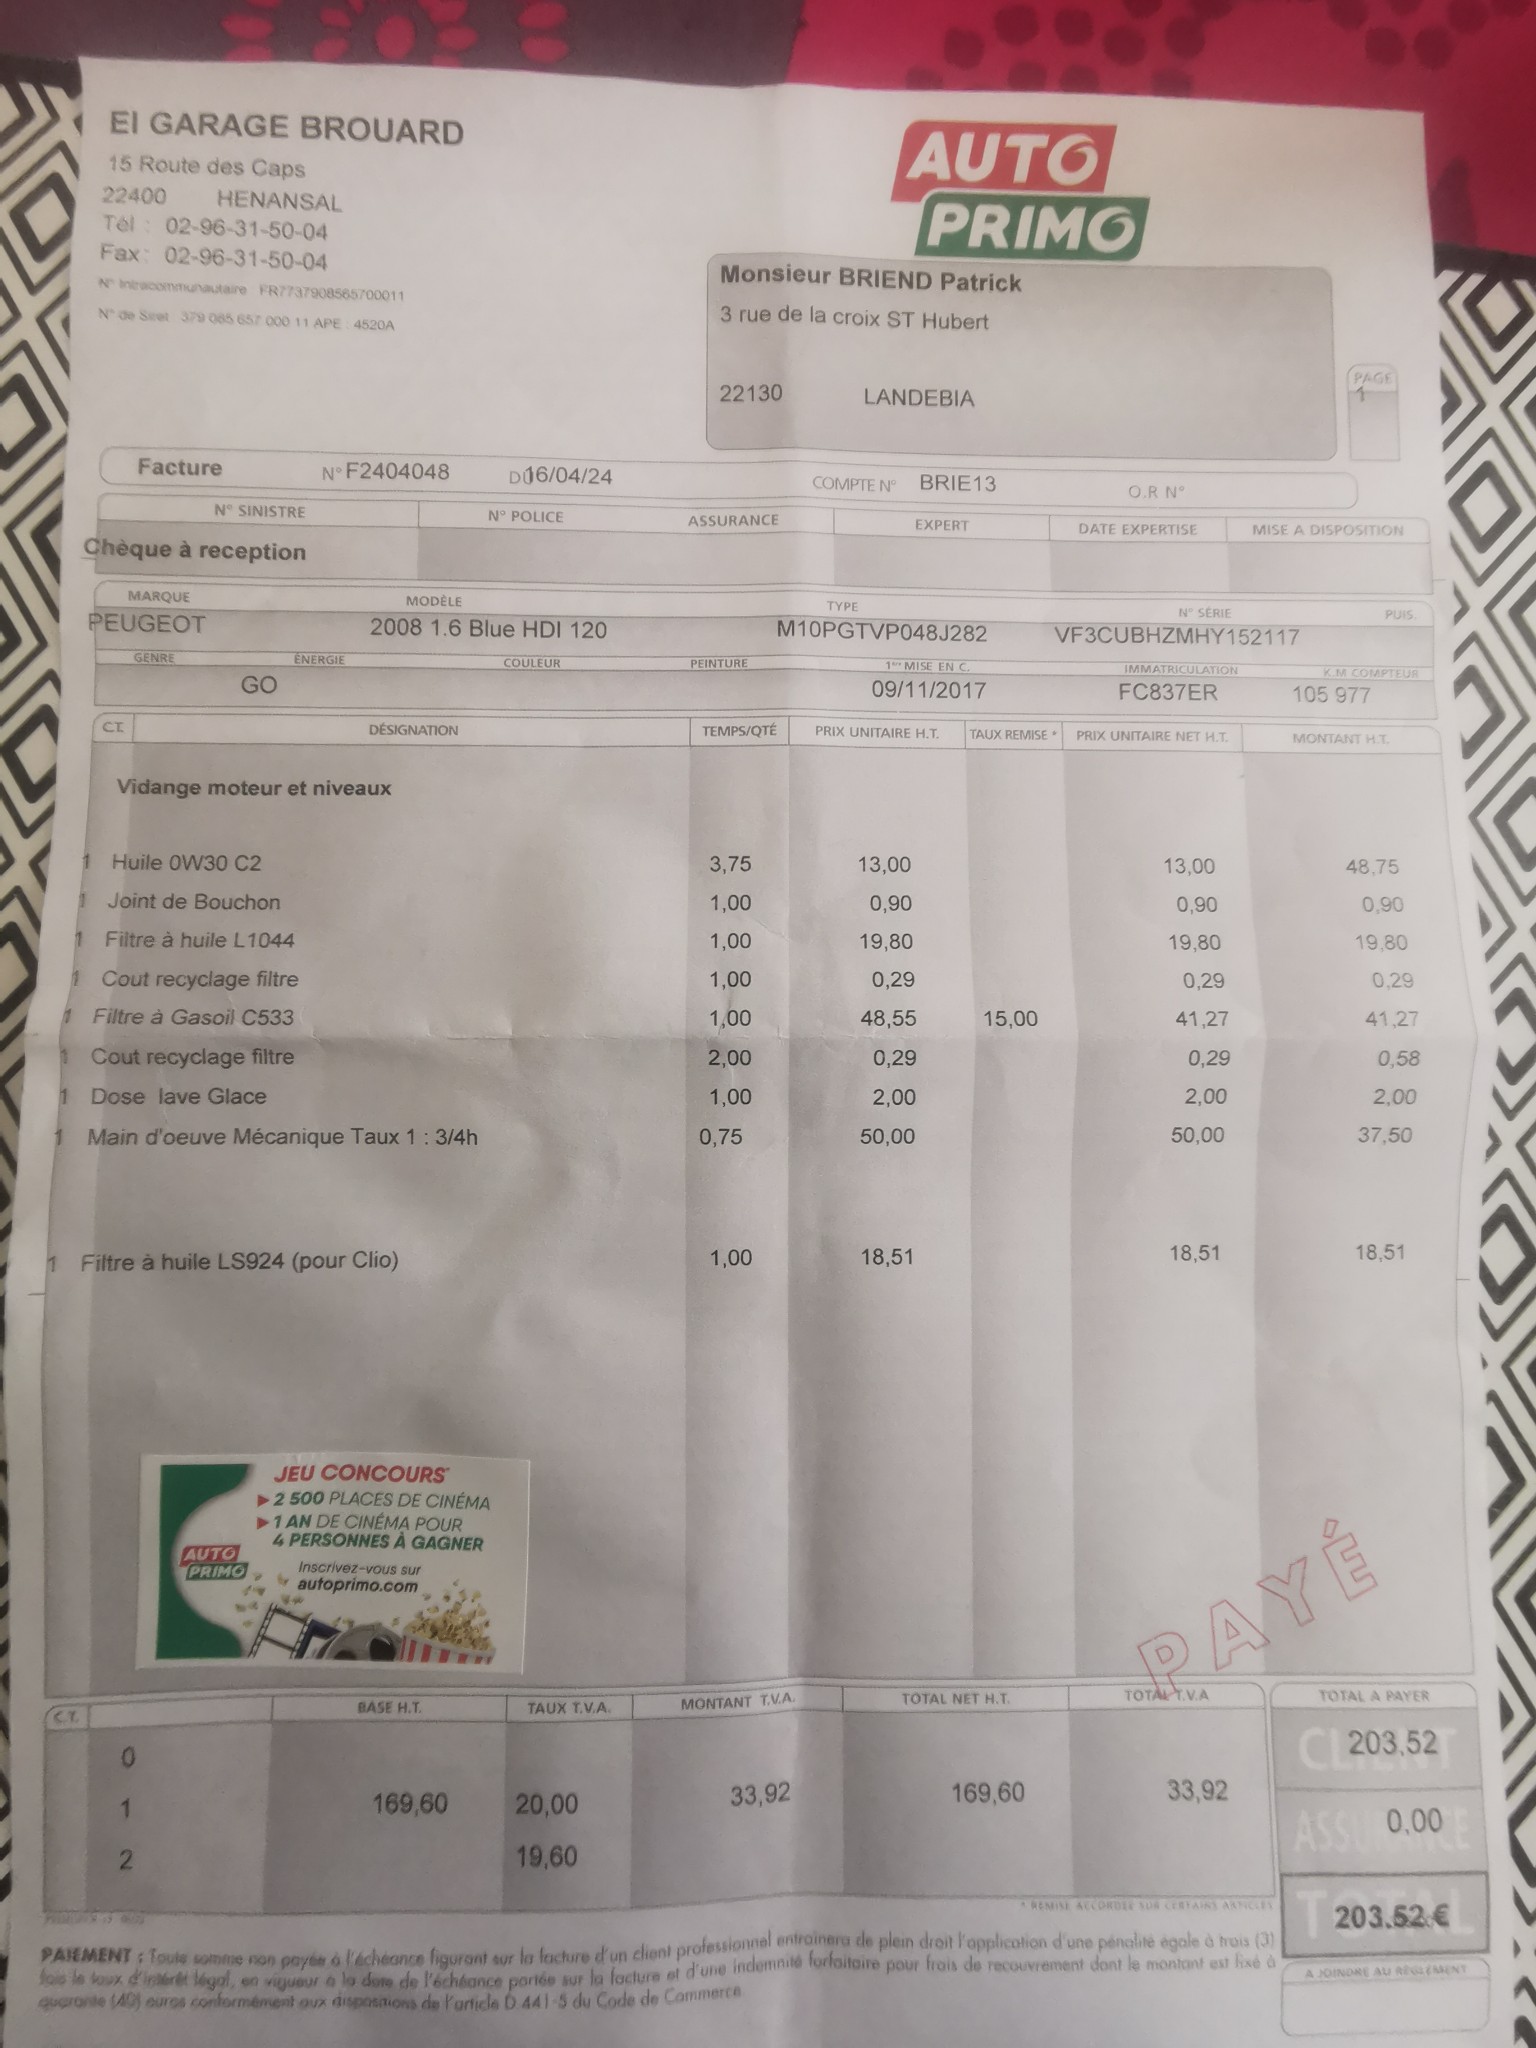 EI GARAGE BROUARD
15 Route des Caps
22400 HENANSAL
Tél : 02-96-31-50-04
Fax : 02-96-31-50-04
N° Intracommunautaire FR7737908565700011
N° de Siret : 379 085 657 000 11 APE : 4520A
AUTO
PRIMO
Monsieur BRIEND Patrick
3 rue de la croix ST Hubert
22130 LANDEBIA
PAGE
1
Facture N° F2404048 DU 16/04/24 COMPTE N° BRIE13 O.R N°
N° SINISTRE N° POLICE ASSURANCE EXPERT DATE EXPERTISE MISE A DISPOSITION
Chèque à reception
MARQUE MODÈLE TYPE N° SÉRIE PUIS.
PEUGEOT 2008 1.6 Blue HDI 120 M10PGTVP048J282 VF3CUBHZMHY152117
GENRE ÉNERGIE COULEUR PEINTURE 1ère MISE EN C. IMMATRICULATION K.M COMPTEUR
GO 09/11/2017 FC837ER 105 977
C.T. DÉSIGNATION TEMPS/QTÉ PRIX UNITAIRE H.T. TAUX REMISE * PRIX UNITAIRE NET H.T. MONTANT H.T.
Vidange moteur et niveaux
1 Huile 0W30 C2 3,75 13,00 13,00 48,75
1 Joint de Bouchon 1,00 0,90 0,90 0,90
1 Filtre à huile L1044 1,00 19,80 19,80 19,80
1 Cout recyclage filtre 1,00 0,29 0,29 0,29
1 Filtre à Gasoil C533 1,00 48,55 15,00 41,27 41,27
1 Cout recyclage filtre 2,00 0,29 0,29 0,58
1 Dose lave Glace 1,00 2,00 2,00 2,00
1 Main d'oeuve Mécanique Taux 1 : 3/4h 0,75 50,00 50,00 37,50
1 Filtre à huile LS924 (pour Clio) 1,00 18,51 18,51 18,51
JEU CONCOURS*
2 500 PLACES DE CINÉMA
1 AN DE CINÉMA POUR
4 PERSONNES À GAGNER
AUTO
PRIMO
Inscrivez-vous sur
autoprimo.com
PAYÉ
C.T. BASE H.T. TAUX T.V.A. MONTANT T.V.A. TOTAL NET H.T. TOTAL T.V.A TOTAL A PAYER
0
1 169,60 20,00 33,92 169,60 33,92
2 19,60
CLIENT 203,52
ASSURANCE 0,00
TOTAL 203.52 €
* REMISE ACCORDÉE SUR CERTAINS ARTICLES
PAIEMENT : Toute somme non payée à l'échéance figurant sur la facture d'un client professionnel entraînera de plein droit l'application d'une pénalité égale à trois (3)
fois le taux d'intérêt légal, en vigueur à la date de l'échéance portée sur la facture et d'une indemnité forfaitaire pour frais de recouvrement dont le montant est fixé à
quarante (40) euros conformément aux dispositions de l'article D 441-5 du Code de Commerce
A JOINDRE AU RÈGLEMENT